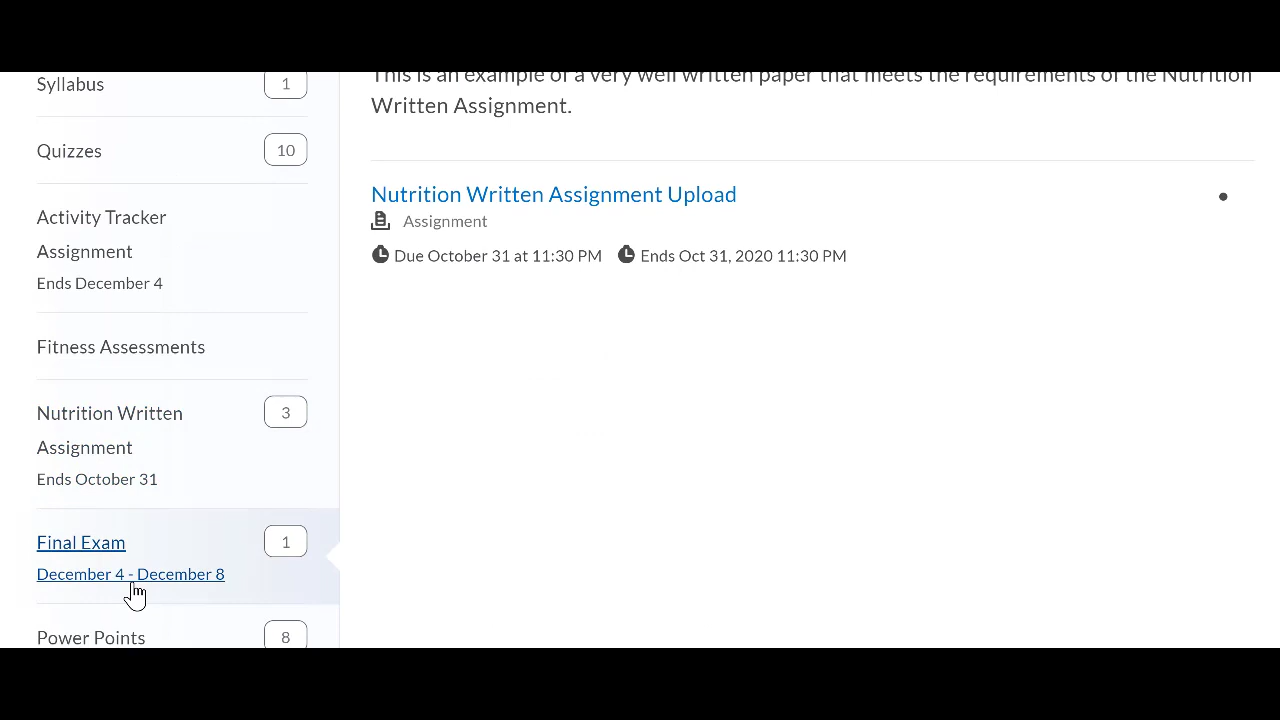 Syllabus
1
Quizzes
10
Activity Tracker
Assignment
Ends December 4
Fitness Assessments
Nutrition Written
3
Assignment
Ends October 31
Final Exam
1
December 4 - December 8
Power Points
8
This is an example of a very well written paper that meets the requirements of the Nutrition
Written Assignment.
Nutrition Written Assignment Upload
Assignment
Due October 31 at 11:30 PM Ends Oct 31, 2020 11:30 PM